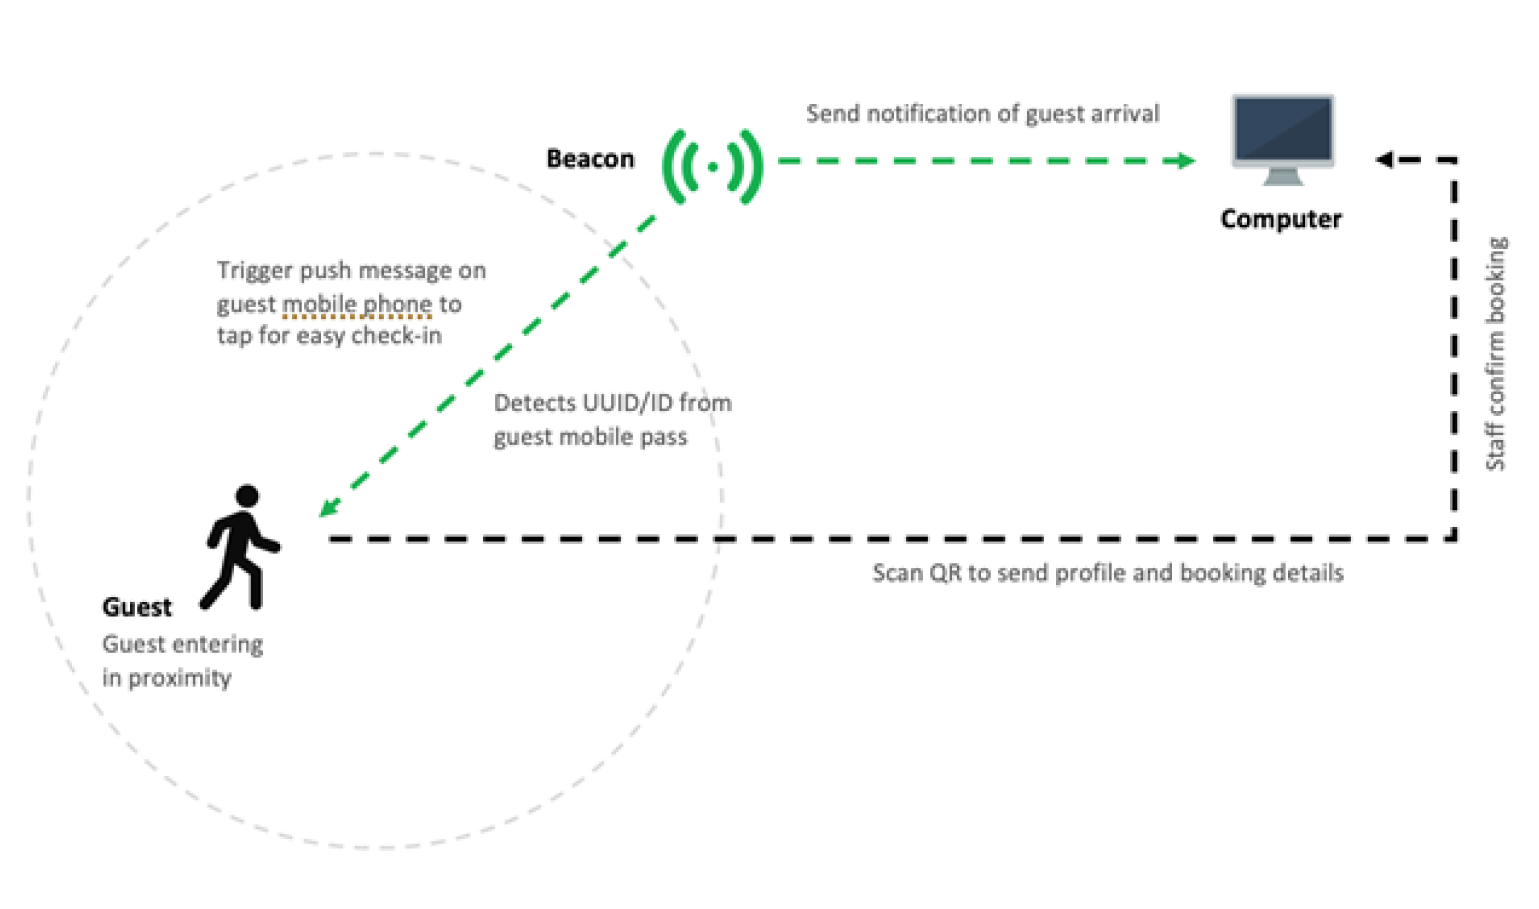 Send notification of guest arrival
Beacon
Computer
Trigger push message on
guest mobile phone to
tap for easy check-in
Detects UUID/ID from
guest mobile pass
Staff confirm booking
Scan QR to send profile and booking details
Guest
Guest entering
in proximity